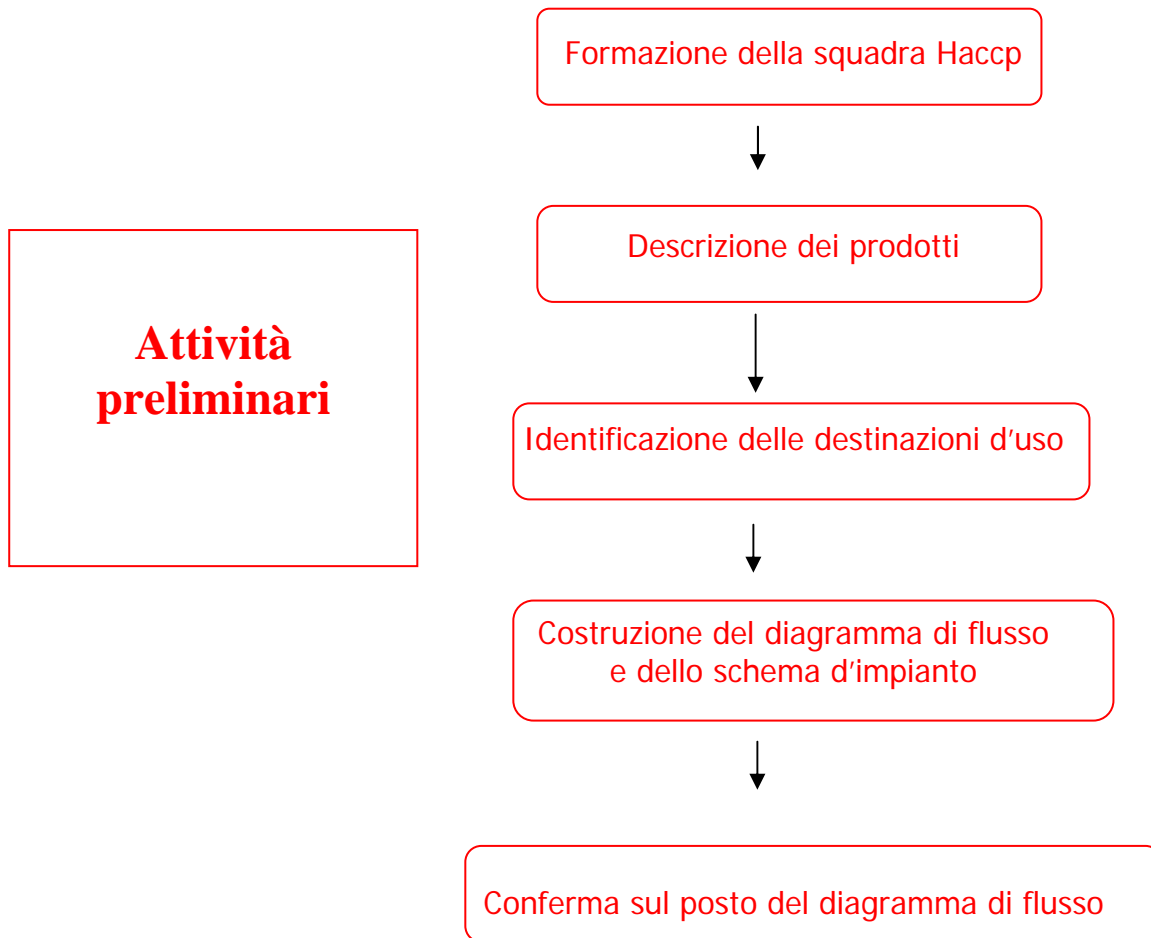 Formazione della squadra Haccp
Descrizione dei prodotti
Attività
preliminari
Identificazione delle destinazioni d'uso
Costruzione del diagramma di flusso
e dello schema d'impianto
Conferma sul posto del diagramma di flusso